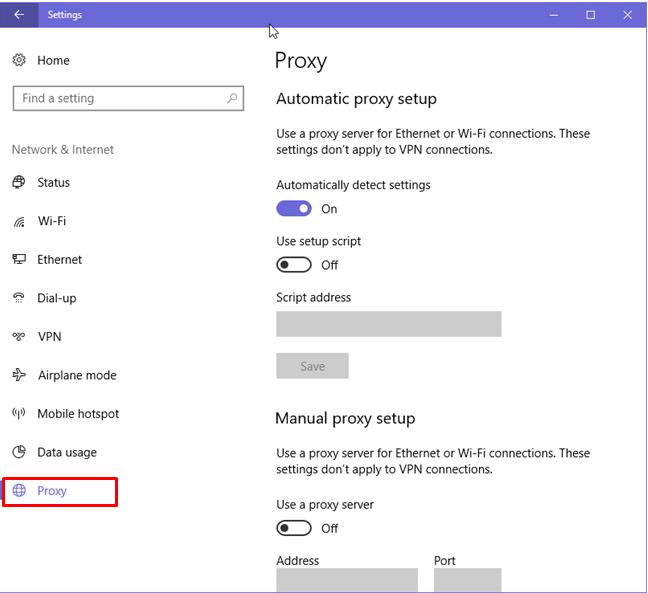 Settings
Home
Find a setting
Network & Internet
Status
Wi-Fi
Ethernet
Dial-up
VPN
Airplane mode
Mobile hotspot
Data usage
Proxy
Proxy
Automatic proxy setup
Use a proxy server for Ethernet or Wi-Fi connections. These
settings don't apply to VPN connections.
Automatically detect settings
On
Use setup script
Off
Script address
Save
Manual proxy setup
Use a proxy server for Ethernet or Wi-Fi connections. These
settings don't apply to VPN connections.
Use a proxy server
Off
Address Port